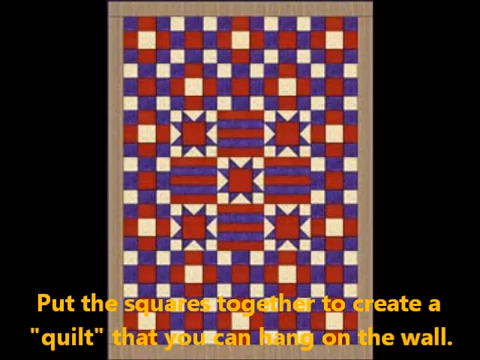 Put the squares together to create a
"quilt" that you can hang on the wall.